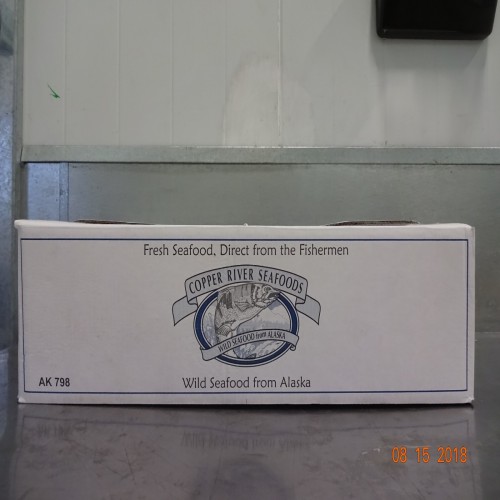 Fresh Seafood, Direct from the Fishermen
COPPER RIVER SEAFOODS
WILD SEAFOOD from ALASKA
AK 798
Wild Seafood from Alaska
08 15 2018